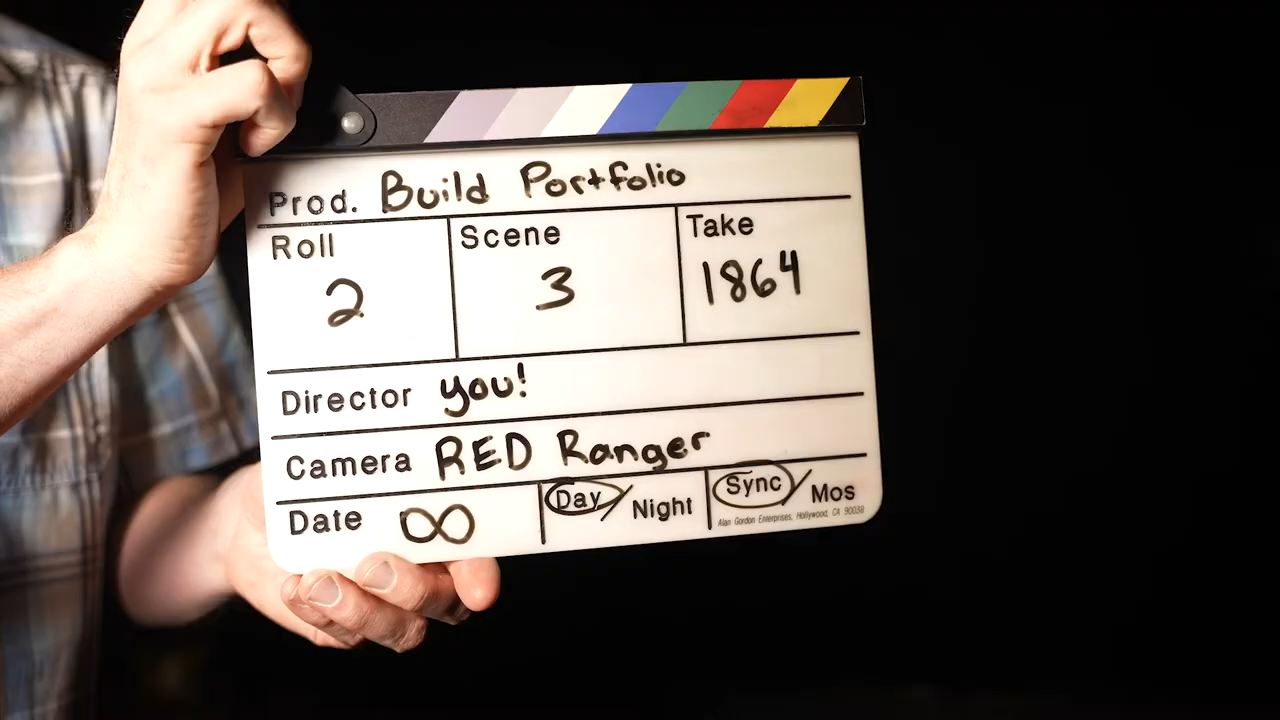 Prod. Build Portfolio
Roll Scene Take
2 3 1864
Director you!
Camera RED Ranger
Date ∞ Day / Night Sync / Mos
Alan Gordon Enterprises, Hollywood, CA 90038